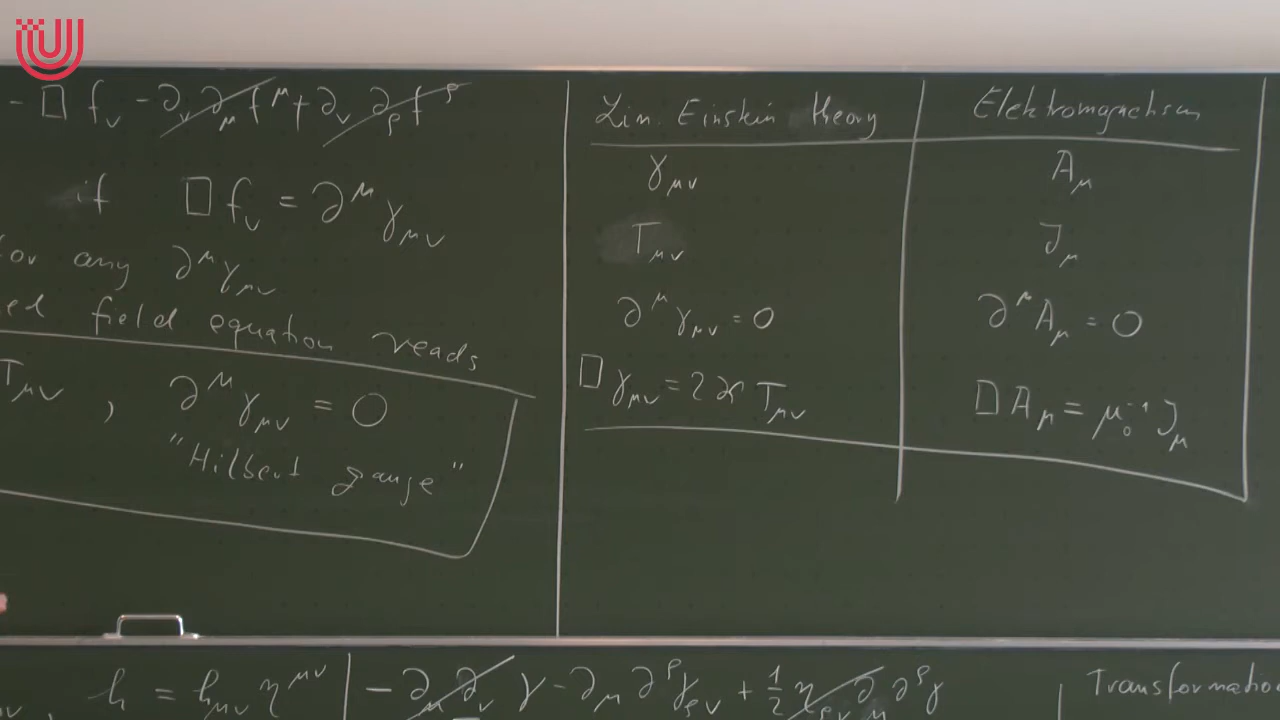 - □ f_ν - ∂_ν ∂_μ f^μ + ∂_ν ∂_ρ f^ρ
if □ f_ν = ∂^μ γ_μν
for any ∂^μ γ_μν
field equation reads
T_μν , ∂^μ γ_μν = 0
"Hilbert gauge"
Lin. Einstein theory Elektromagnetism
γ_μν A_μ
T_μν J_μ
∂^μ γ_μν = 0 ∂^μ A_μ = 0
□ γ_μν = 2ϰ T_μν □ A_μ = μ_0^-1 J_μ
h = h_μν η^μν
- ∂_μ ∂_ν γ - ∂_μ ∂^ρ γ_ρν + 1/2 η_ρν ∂_μ ∂^ρ γ
Transformatio